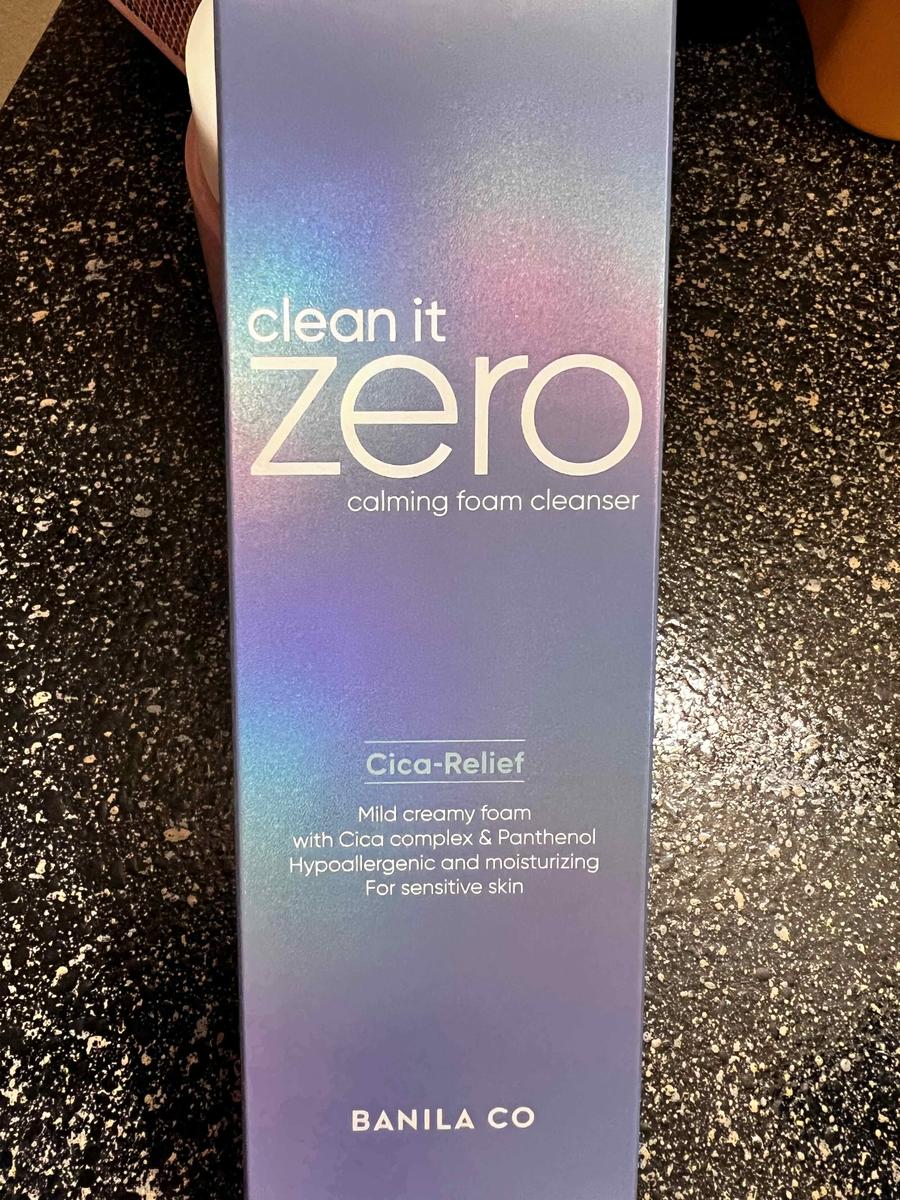 clean it
zero
calming foam cleanser
Cica-Relief
Mild creamy foam
with Cica complex & Panthenol
Hypoallergenic and moisturizing
For sensitive skin
BANILA CO